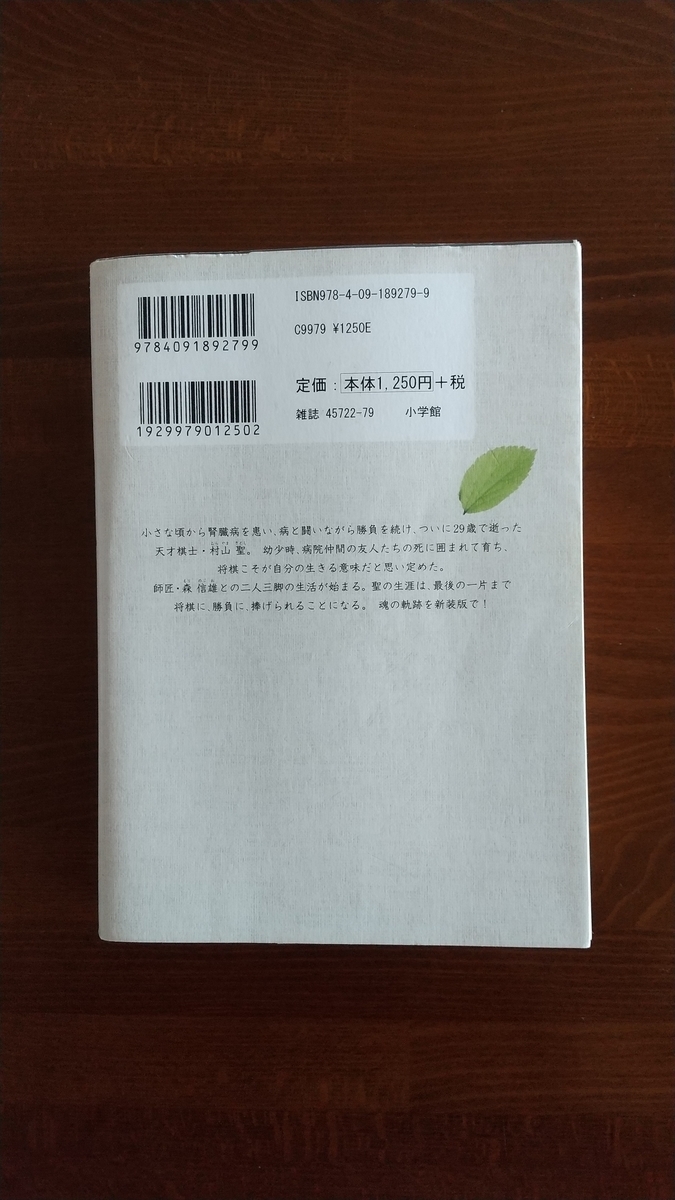 ISBN978-4-09-189279-9
C9979 ¥1250E
9784091892799
定価：本体1,250円＋税
雑誌 45722-79 小学館
1929979012502
小さな頃から腎臓病を患い、病と闘いながら勝負を続け、ついに29歳で逝った
天才棋士・村山 聖。 幼少時、病院仲間の友人たちの死に囲まれて育ち、
将棋こそが自分の生きる意味だと思い定めた。
師匠・森 信雄との二人三脚の生活が始まる。聖の生涯は、最後の一片まで
将棋に、勝負に、捧げられることになる。 魂の軌跡を新装版で！